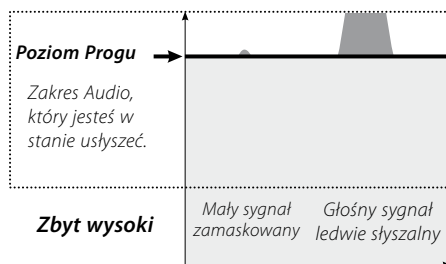 Poziom Progu
Zakres Audio,
który jesteś w
stanie usłyszeć.
Zbyt wysoki
Mały sygnał
zamaskowany
Głośny sygnał
ledwie słyszalny